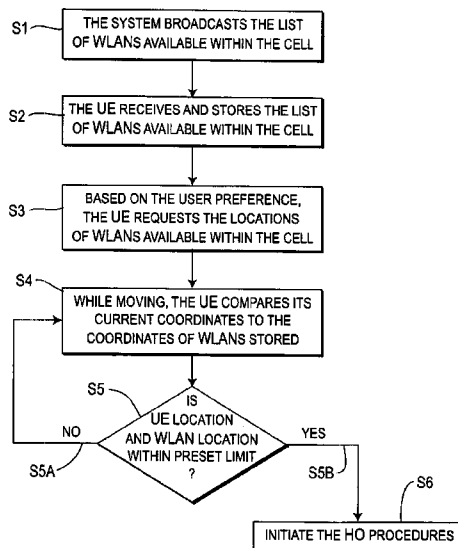 S1
THE SYSTEM BROADCASTS THE LIST
OF WLANS AVAILABLE WITHIN THE CELL
S2
THE UE RECEIVES AND STORES THE LIST
OF WLANS AVAILABLE WITHIN THE CELL
S3
BASED ON THE USER PREFERENCE,
THE UE REQUESTS THE LOCATIONS
OF WLANS AVAILABLE WITHIN THE CELL
S4
WHILE MOVING, THE UE COMPARES ITS
CURRENT COORDINATES TO THE
COORDINATES OF WLANS STORED
S5
IS
UE LOCATION
AND WLAN LOCATION
WITHIN PRESET LIMIT
?
NO
S5A
YES
S5B
S6
INITIATE THE HO PROCEDURES